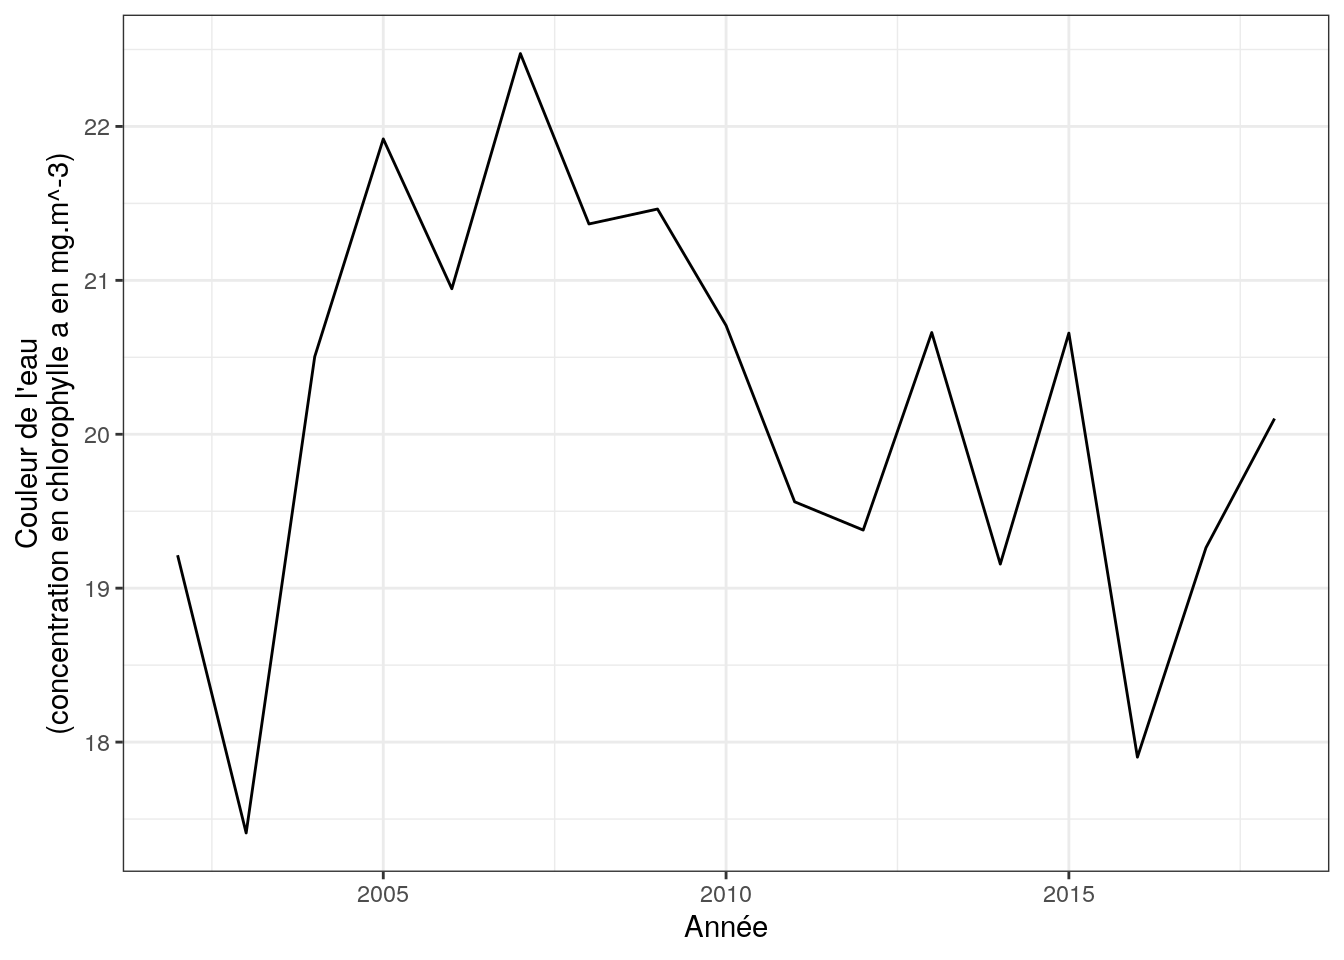 Couleur de l'eau
(concentration en chlorophylle a en mg.m^-3)
22
21
20
19
18
2005 2010 2015
Année